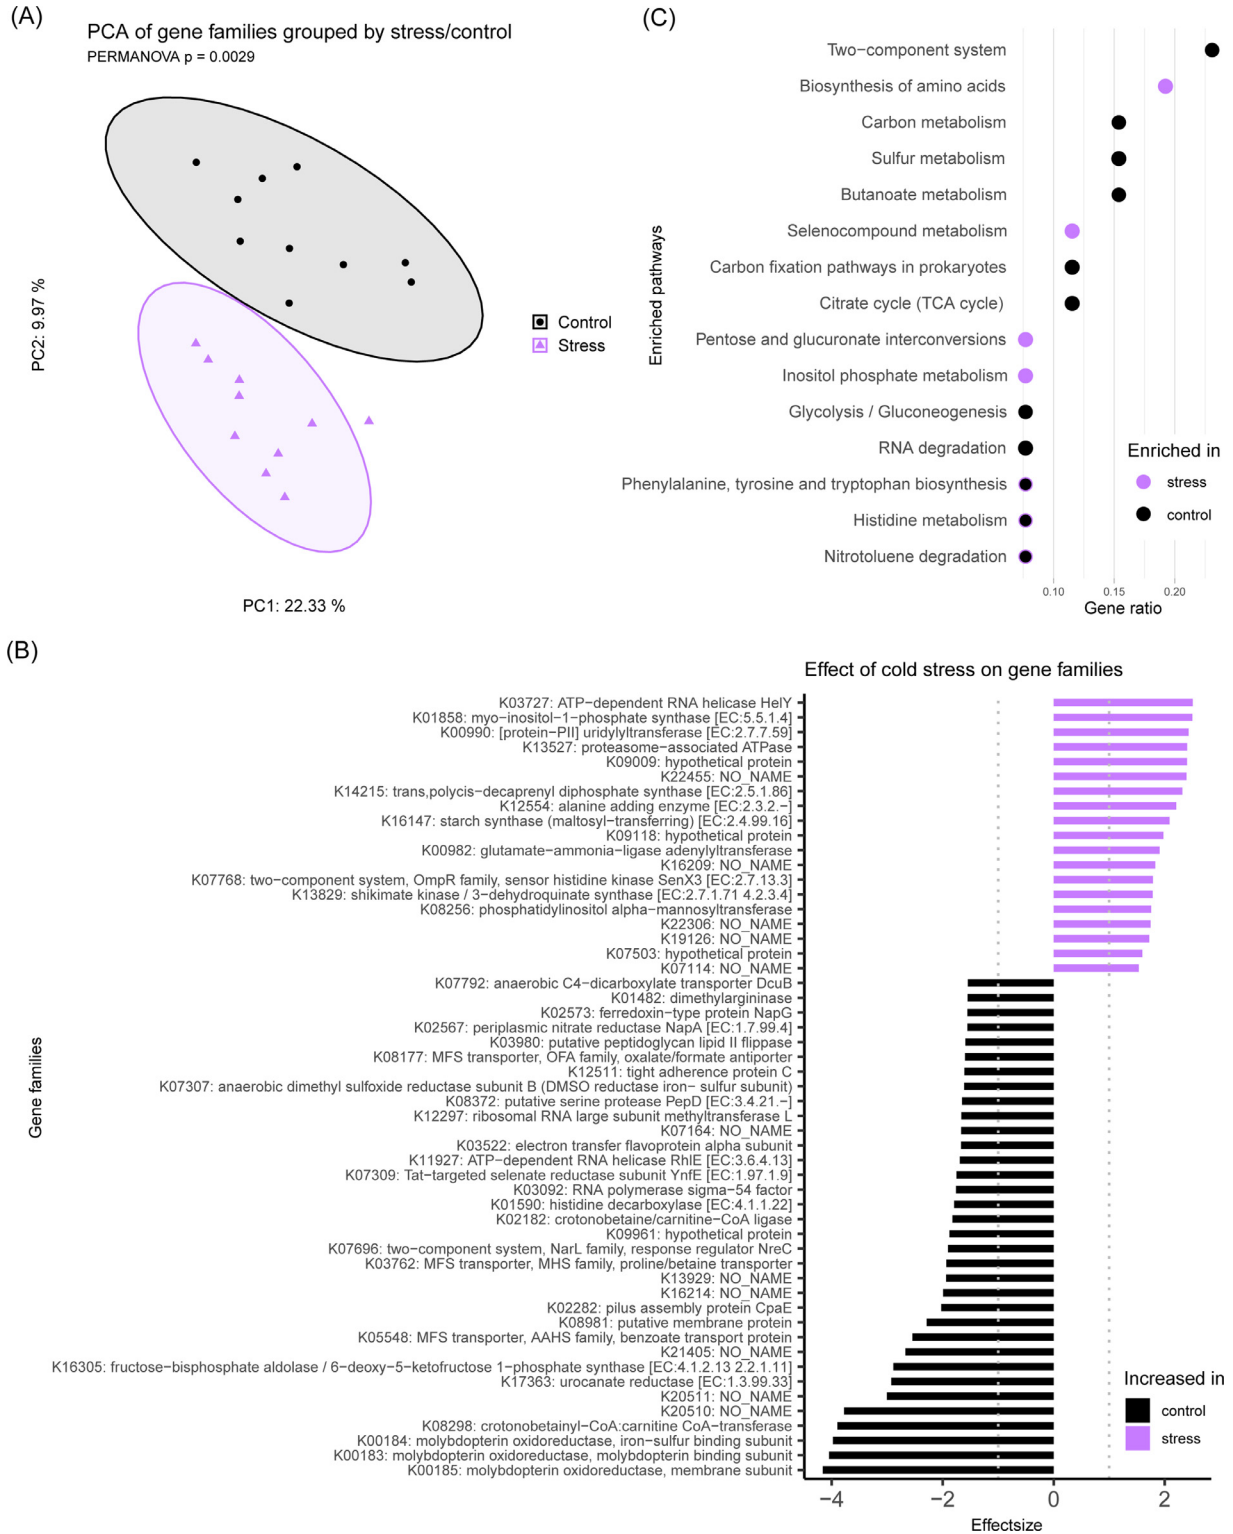 (A)
PCA of gene families grouped by stress/control
PERMANOVA p = 0.0029
PC2: 9.97 %
PC1: 22.33 %
Control
Stress
(C)
Enriched pathways
Two−component system
Biosynthesis of amino acids
Carbon metabolism
Sulfur metabolism
Butanoate metabolism
Selenocompound metabolism
Carbon fixation pathways in prokaryotes
Citrate cycle (TCA cycle)
Pentose and glucuronate interconversions
Inositol phosphate metabolism
Glycolysis / Gluconeogenesis
RNA degradation
Phenylalanine, tyrosine and tryptophan biosynthesis
Histidine metabolism
Nitrotoluene degradation
Enriched in
stress
control
0.10 0.15 0.20
Gene ratio
(B)
Effect of cold stress on gene families
Gene families
K03727: ATP−dependent RNA helicase HelY
K01858: myo−inositol−1−phosphate synthase [EC:5.5.1.4]
K00990: [protein−PII] uridylyltransferase [EC:2.7.7.59]
K13527: proteasome−associated ATPase
K09009: hypothetical protein
K22455: NO_NAME
K14215: trans,polycis−decaprenyl diphosphate synthase [EC:2.5.1.86]
K12554: alanine adding enzyme [EC:2.3.2.−]
K16147: starch synthase (maltosyl−transferring) [EC:2.4.99.16]
K09118: hypothetical protein
K00982: glutamate−ammonia−ligase adenylyltransferase
K16209: NO_NAME
K07768: two−component system, OmpR family, sensor histidine kinase SenX3 [EC:2.7.13.3]
K13829: shikimate kinase / 3−dehydroquinate synthase [EC:2.7.1.71 4.2.3.4]
K08256: phosphatidylinositol alpha−mannosyltransferase
K22306: NO_NAME
K19126: NO_NAME
K07503: hypothetical protein
K07114: NO_NAME
K07792: anaerobic C4−dicarboxylate transporter DcuB
K01482: dimethylargininase
K02573: ferredoxin−type protein NapG
K02567: periplasmic nitrate reductase NapA [EC:1.7.99.4]
K03980: putative peptidoglycan lipid II flippase
K08177: MFS transporter, OFA family, oxalate/formate antiporter
K12511: tight adherence protein C
K07307: anaerobic dimethyl sulfoxide reductase subunit B (DMSO reductase iron− sulfur subunit)
K08372: putative serine protease PepD [EC:3.4.21.−]
K12297: ribosomal RNA large subunit methyltransferase L
K07164: NO_NAME
K03522: electron transfer flavoprotein alpha subunit
K11927: ATP−dependent RNA helicase RhlE [EC:3.6.4.13]
K07309: Tat−targeted selenate reductase subunit YnfE [EC:1.97.1.9]
K03092: RNA polymerase sigma−54 factor
K01590: histidine decarboxylase [EC:4.1.1.22]
K02182: crotonobetaine/carnitine−CoA ligase
K09961: hypothetical protein
K07696: two−component system, NarL family, response regulator NreC
K03762: MFS transporter, MHS family, proline/betaine transporter
K13929: NO_NAME
K16214: NO_NAME
K02282: pilus assembly protein CpaE
K08981: putative membrane protein
K05548: MFS transporter, AAHS family, benzoate transport protein
K21405: NO_NAME
K16305: fructose−bisphosphate aldolase / 6−deoxy−5−ketofructose 1−phosphate synthase [EC:4.1.2.13 2.2.1.11]
K17363: urocanate reductase [EC:1.3.99.33]
K20511: NO_NAME
K20510: NO_NAME
K08298: crotonobetainyl−CoA:carnitine CoA−transferase
K00184: molybdopterin oxidoreductase, iron−sulfur binding subunit
K00183: molybdopterin oxidoreductase, molybdopterin binding subunit
K00185: molybdopterin oxidoreductase, membrane subunit
Increased in
control
stress
−4 −2 0 2
Effectsize